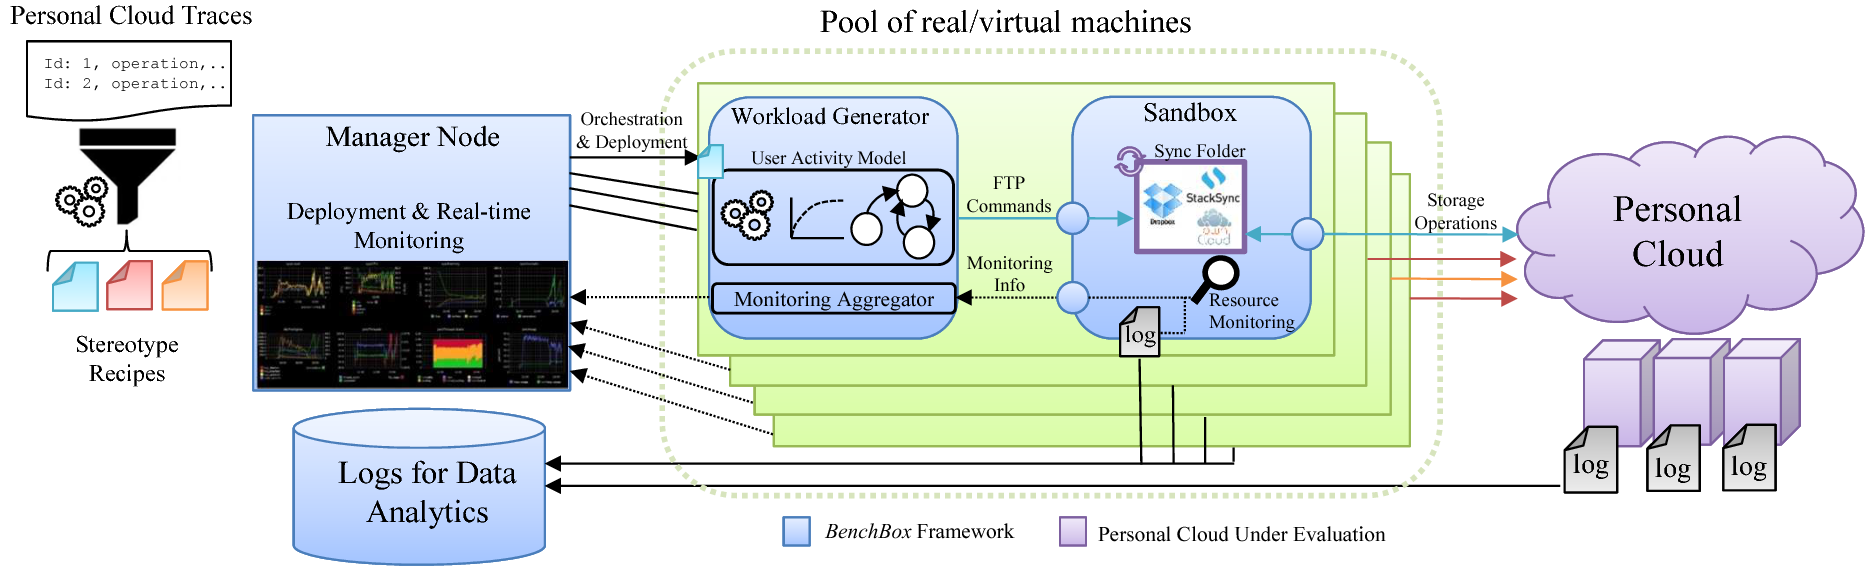 Personal Cloud Traces
Id: 1, operation,..
Id: 2, operation,..
Stereotype
Recipes
Manager Node
Deployment & Real-time
Monitoring
Orchestration
& Deployment
Pool of real/virtual machines
Workload Generator
User Activity Model
Monitoring Aggregator
FTP
Commands
Monitoring
Info
Sandbox
Sync Folder
Dropbox
StackSync
Cloud
Resource
Monitoring
log
Storage
Operations
Personal
Cloud
log
log
log
Logs for Data
Analytics
BenchBox Framework
Personal Cloud Under Evaluation